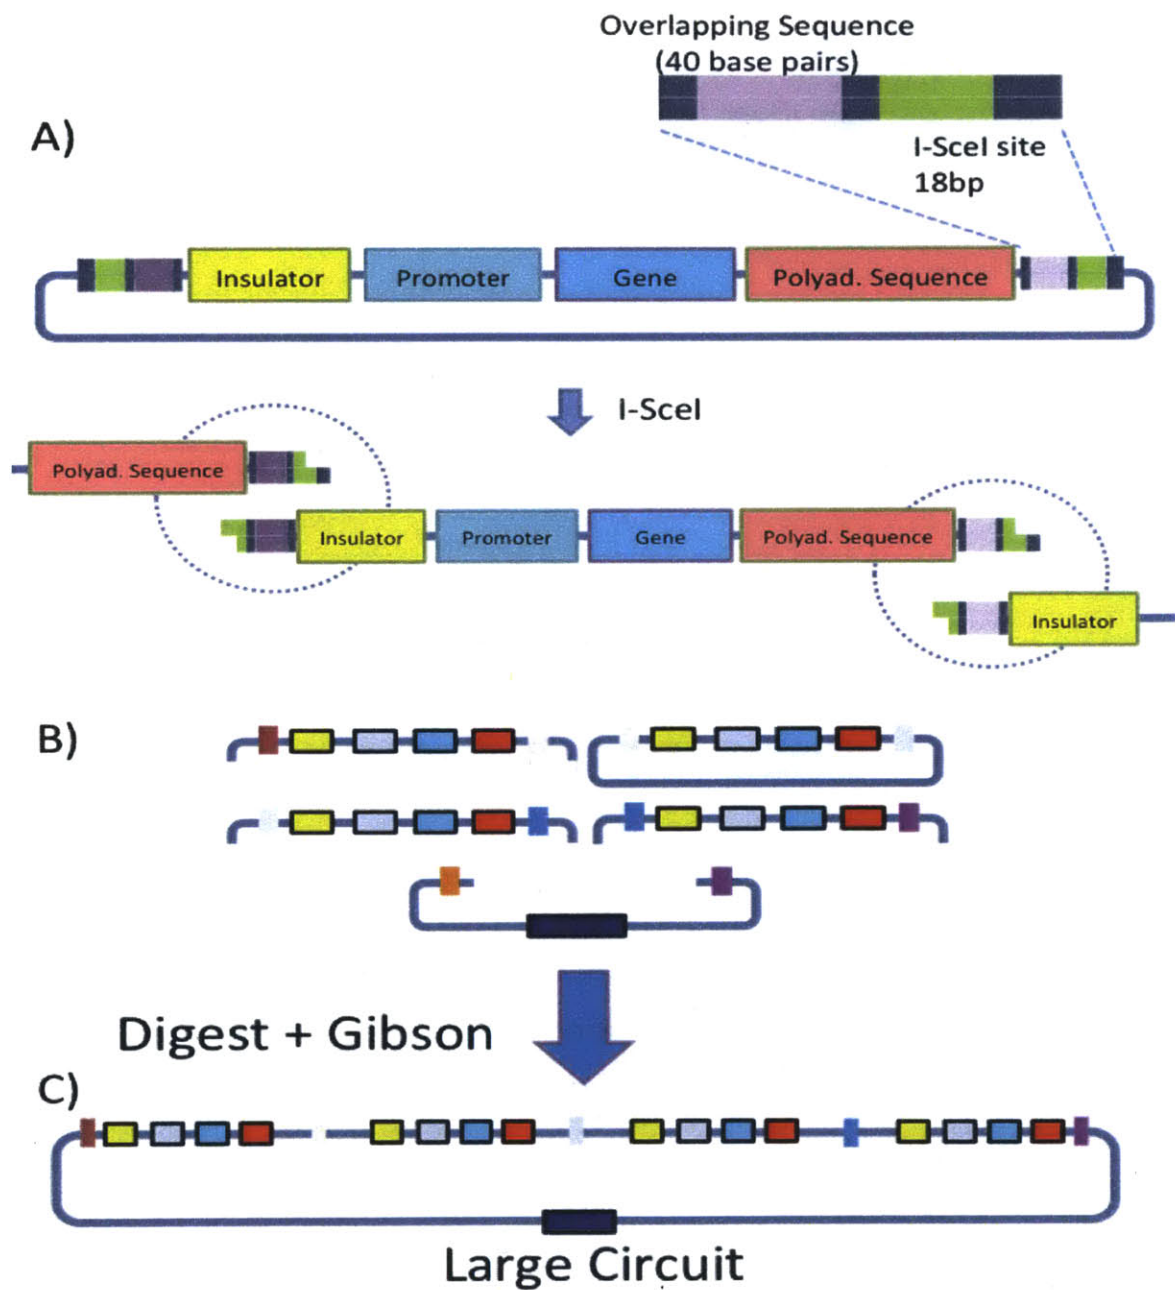 Overlapping Sequence
(40 base pairs)
A)
I-SceI site
18bp
Insulator Promoter Gene Polyad. Sequence
I-SceI
Polyad. Sequence
Insulator Promoter Gene Polyad. Sequence
Insulator
B)
Digest + Gibson
C)
Large Circuit